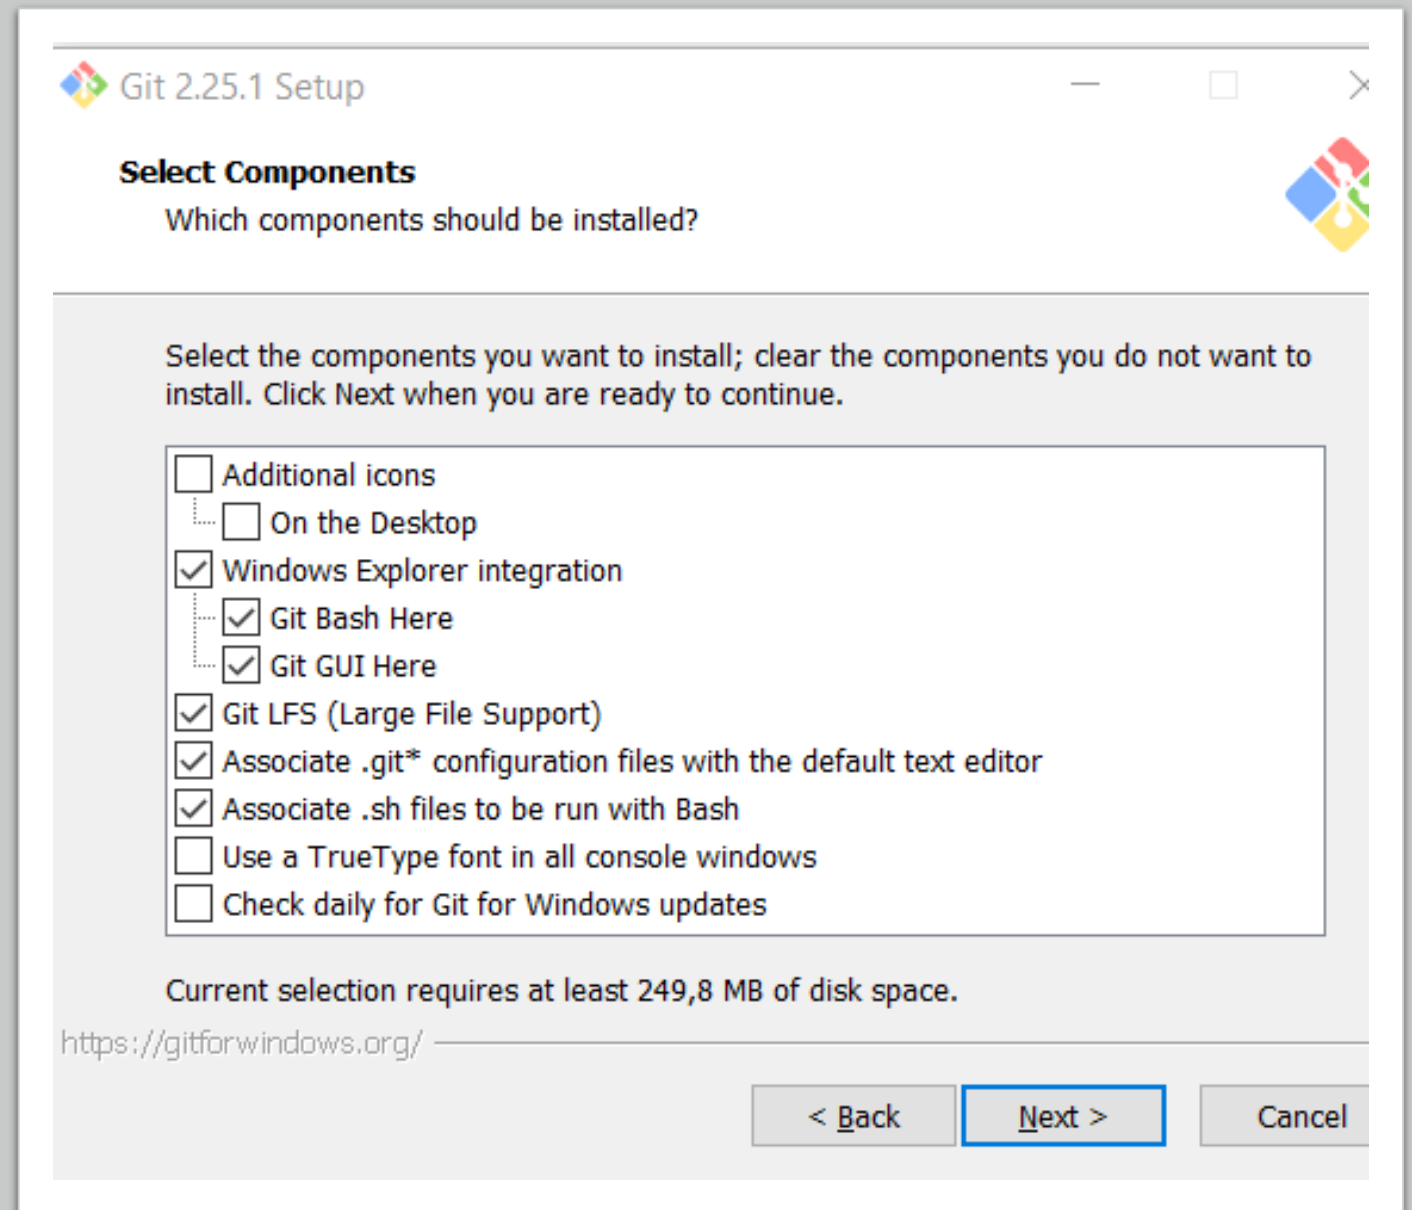 Git 2.25.1 Setup
Select Components
Which components should be installed?
Select the components you want to install; clear the components you do not want to
install. Click Next when you are ready to continue.
Additional icons
On the Desktop
Windows Explorer integration
Git Bash Here
Git GUI Here
Git LFS (Large File Support)
Associate .git* configuration files with the default text editor
Associate .sh files to be run with Bash
Use a TrueType font in all console windows
Check daily for Git for Windows updates
Current selection requires at least 249,8 MB of disk space.
https://gitforwindows.org/
< Back Next > Cancel